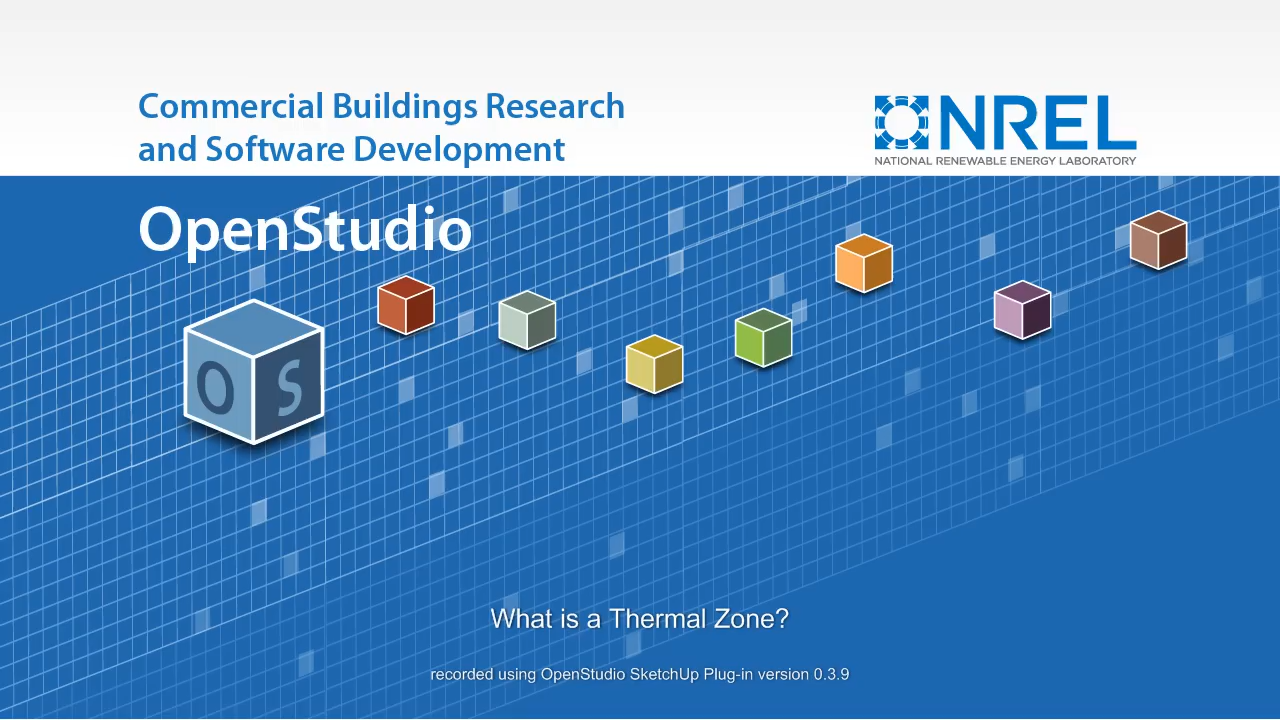 Commercial Buildings Research
and Software Development
NREL
NATIONAL RENEWABLE ENERGY LABORATORY
OpenStudio
O S
What is a Thermal Zone?
recorded using OpenStudio SketchUp Plug-in version 0.3.9